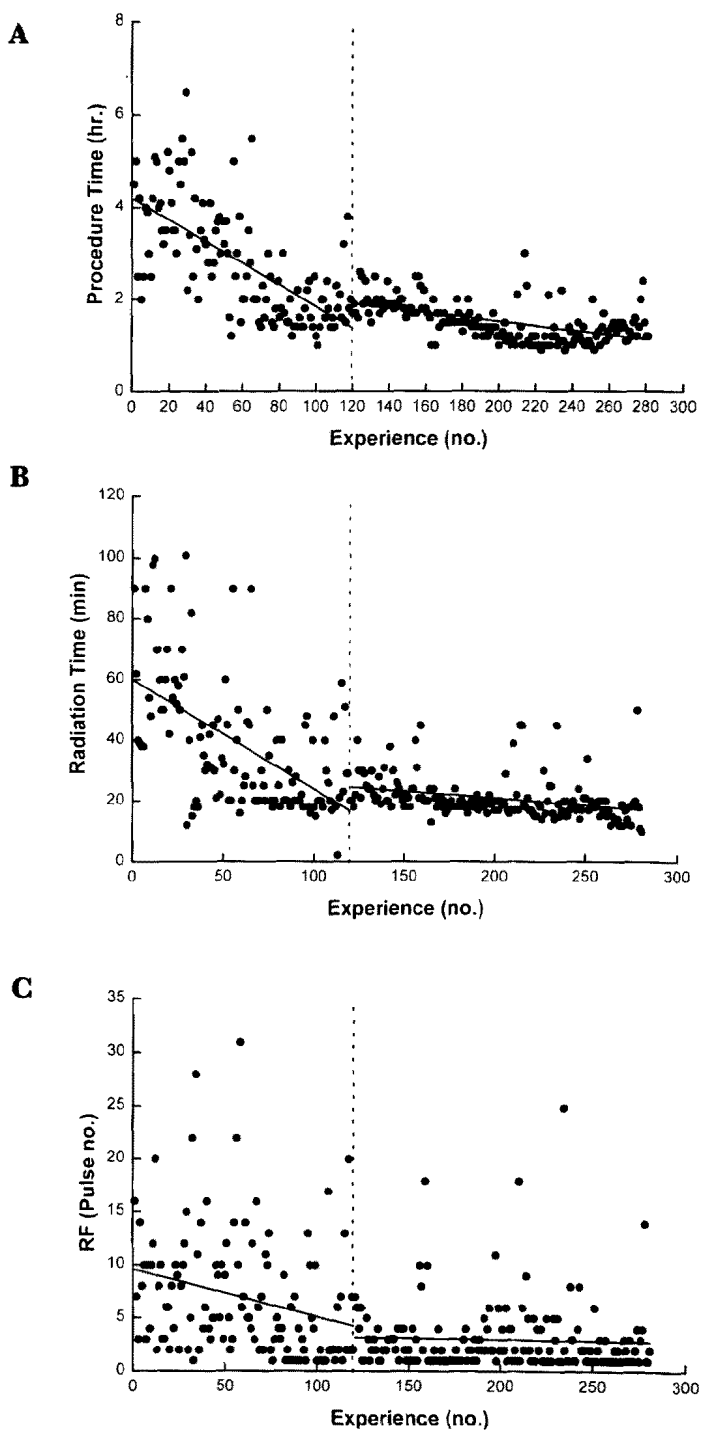 A
Procedure Time (hr.)
8
6
4
2
0
0 20 40 60 80 100 120 140 160 180 200 220 240 260 280 300
Experience (no.)
B
Radiation Time (min)
120
100
80
60
40
20
0
0 50 100 150 200 250 300
Experience (no.)
C
RF (Pulse no.)
35
30
25
20
15
10
5
0
0 50 100 150 200 250 300
Experience (no.)